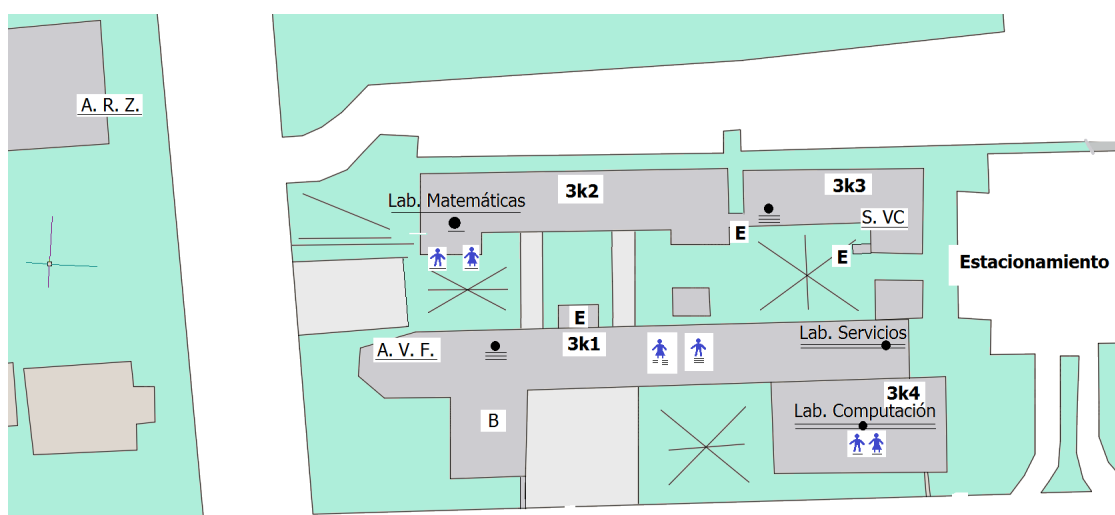 A. R. Z.
3k2
3k3
Lab. Matemáticas
S. VC
E
E
Estacionamiento
E
3k1
Lab. Servicios
A. V. F.
3k4
Lab. Computación
B